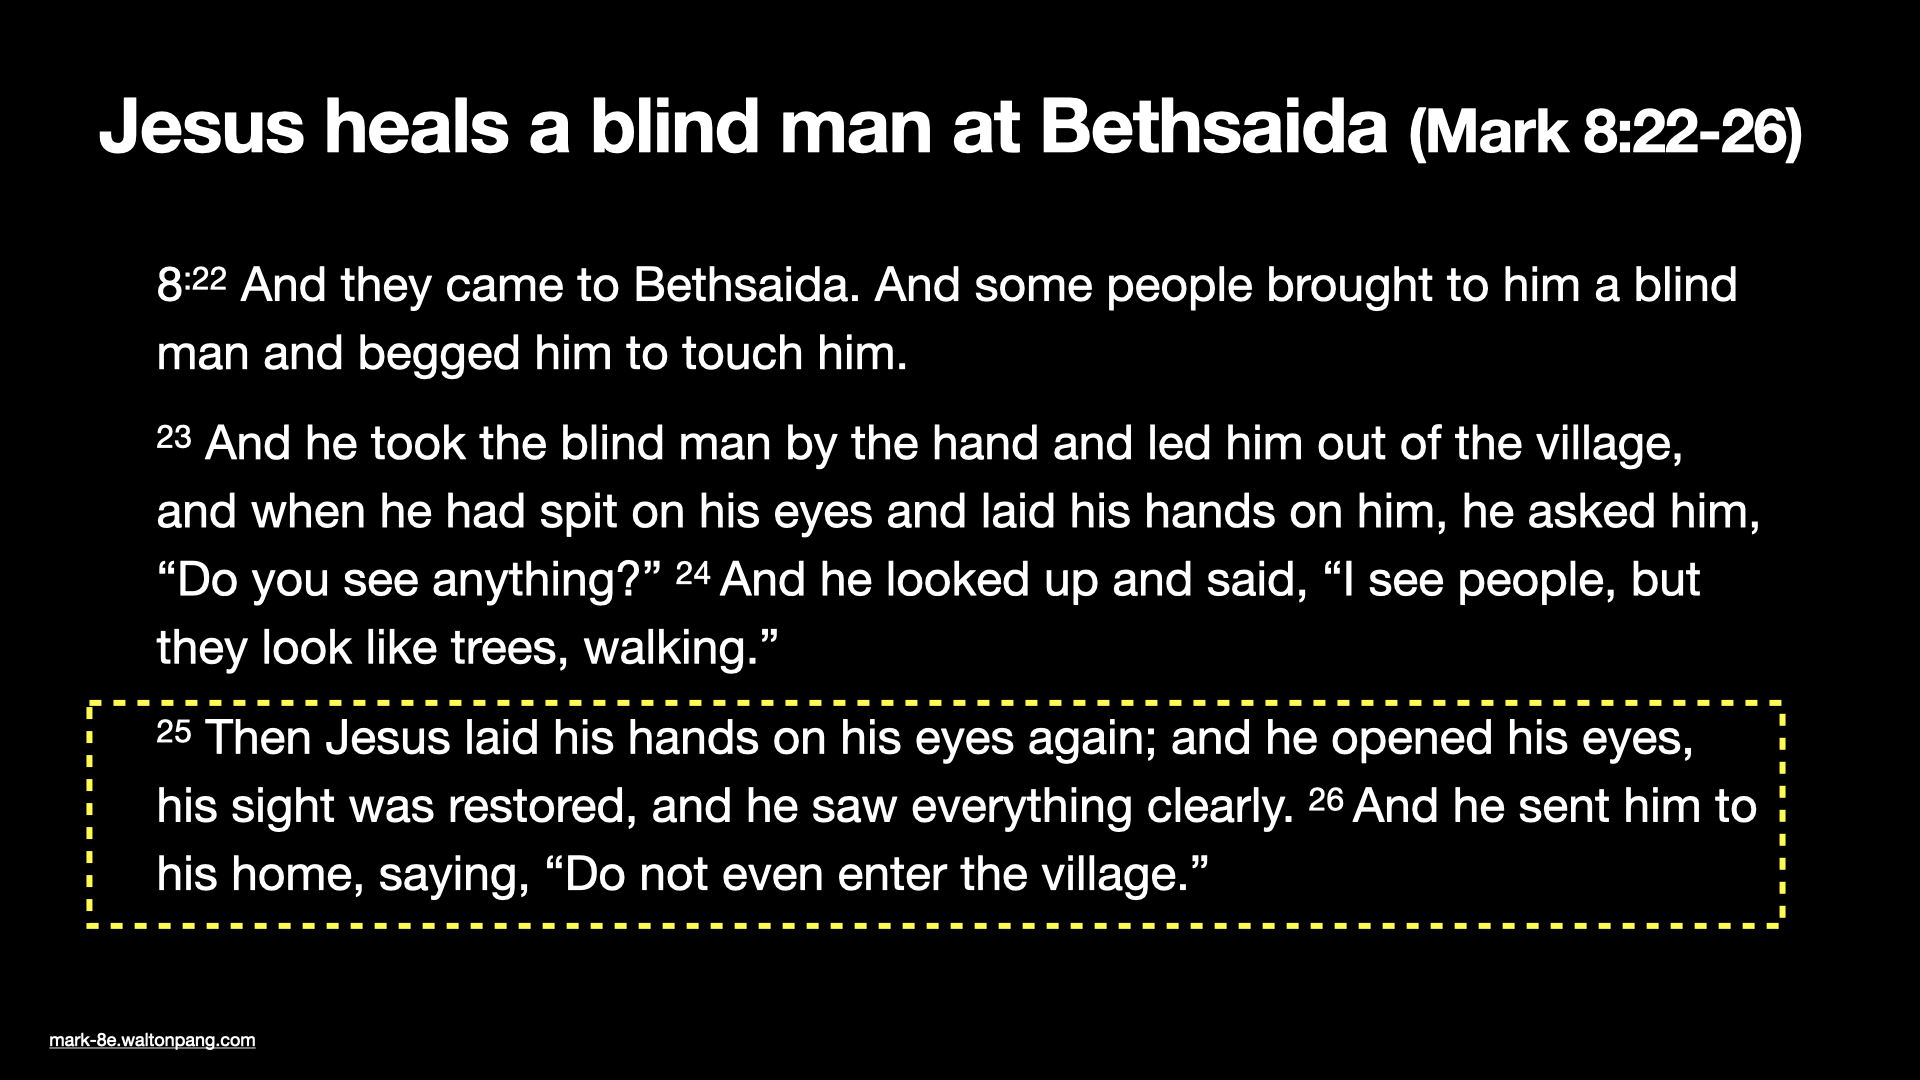 Jesus heals a blind man at Bethsaida (Mark 8:22-26)
8:22 And they came to Bethsaida. And some people brought to him a blind
man and begged him to touch him.
23 And he took the blind man by the hand and led him out of the village,
and when he had spit on his eyes and laid his hands on him, he asked him,
“Do you see anything?” 24 And he looked up and said, “I see people, but
they look like trees, walking.”
25 Then Jesus laid his hands on his eyes again; and he opened his eyes,
his sight was restored, and he saw everything clearly. 26 And he sent him to
his home, saying, “Do not even enter the village.”
mark-8e.waltonpang.com